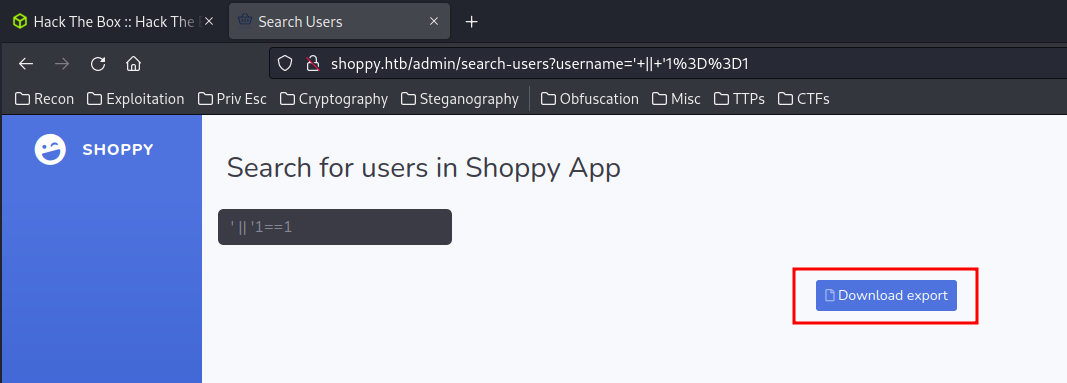 Hack The Box :: Hack The
Search Users
shoppy.htb/admin/search-users?username='+||+'1%3D%3D1
Recon Exploitation Priv Esc Cryptography Steganography Obfuscation Misc TTPs CTFs
SHOPPY
Search for users in Shoppy App
' || '1==1
Download export